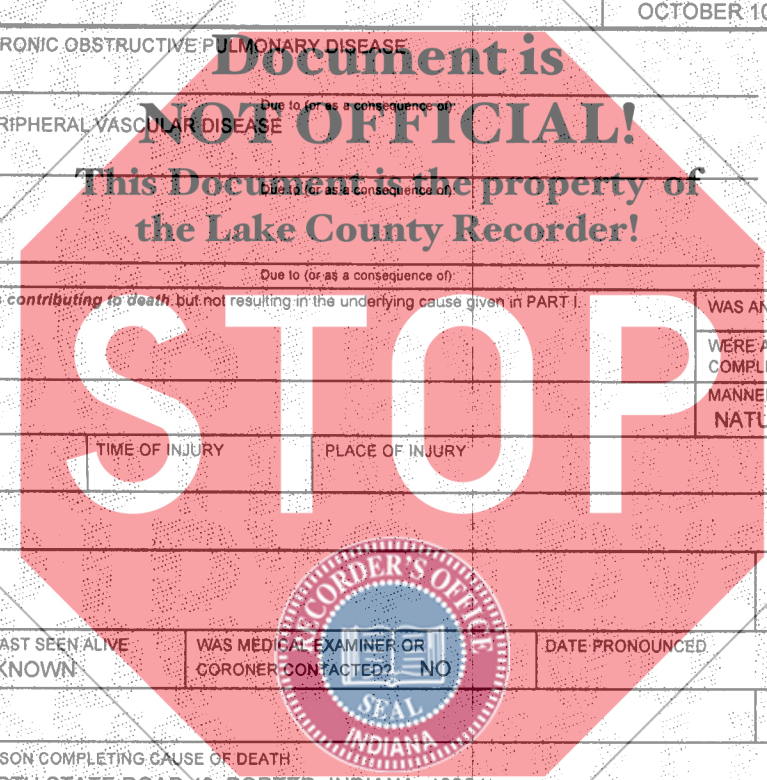 OCTOBER 10
RONIC OBSTRUCTIVE PULMONARY DISEASE
Document is
Due to (or as a consequence of):
NOT OFFICIAL!
RIPHERAL VASCULAR DISEASE
This Document is the property of
Due to (or as a consequence of):
the Lake County Recorder!
Due to (or as a consequence of):
contributing to death but not resulting in the underlying cause given in PART I.
WAS AN
STOP
WERE A
COMPLE
MANNE
NATU
TIME OF INJURY
PLACE OF INJURY
RECORDER'S OFFICE
AST SEEN ALIVE
WAS MEDICAL EXAMINER OR
DATE PRONOUNCED
KNOWN
CORONER CONTACTED? NO
SEAL
INDIANA
SON COMPLETING CAUSE OF DEATH